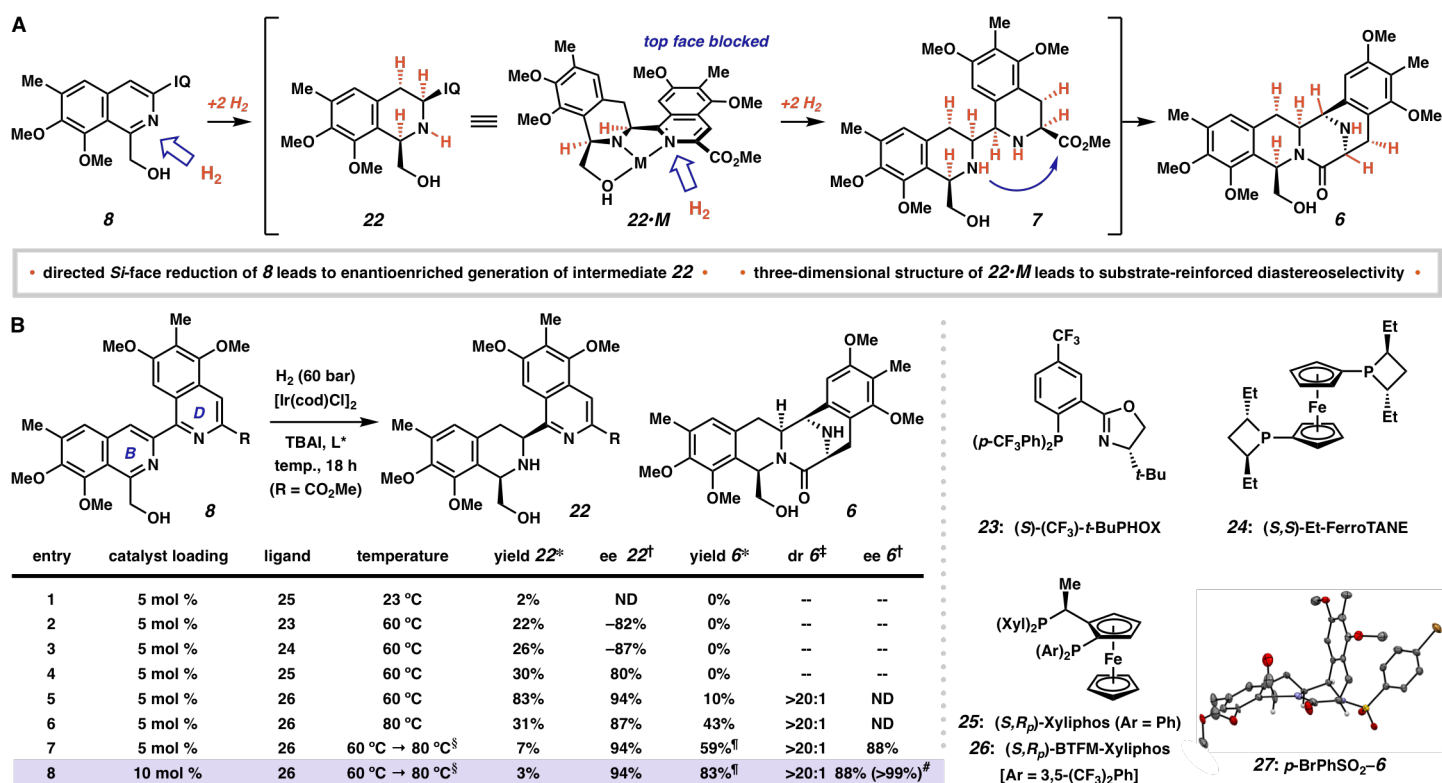 A
top face blocked
Me
MeO
OMe
IQ
N
OH
H2
+2 H2
8
Me
MeO
OMe
H
H
IQ
H
N
H
OH
22
Me
MeO
MeO
MeO
Me
OMe
H
H
N
N
M
O
H
CO2Me
H2
22•M
+2 H2
Me
MeO
OMe
H
H
H
H
Me
H
H
N
H
CO2Me
H
NH
MeO
OMe
OH
7
OMe
Me
OMe
H
H
H
H
NH
H
H
Me
MeO
OMe
N
O
OH
6
• directed Si-face reduction of 8 leads to enantioenriched generation of intermediate 22 •
• three-dimensional structure of 22•M leads to substrate-reinforced diastereoselectivity •
B
Me
MeO
OMe
D
N
R
Me
B
N
MeO
OMe
OH
8
H2 (60 bar)
[Ir(cod)Cl]2
TBAI, L*
temp., 18 h
(R = CO2Me)
Me
MeO
OMe
N
R
Me
NH
MeO
OMe
OH
22
OMe
Me
OMe
H
NH
Me
MeO
OMe
N
O
OH
6
entry catalyst loading ligand temperature yield 22* ee 22† yield 6* dr 6‡ ee 6†
1 5 mol % 25 23 ºC 2% ND 0% -- --
2 5 mol % 23 60 ºC 22% –82% 0% -- --
3 5 mol % 24 60 ºC 26% –87% 0% -- --
4 5 mol % 25 60 ºC 30% 80% 0% -- --
5 5 mol % 26 60 ºC 83% 94% 10% >20:1 ND
6 5 mol % 26 80 ºC 31% 87% 43% >20:1 ND
7 5 mol % 26 60 ºC → 80 ºC§ 7% 94% 59%¶ >20:1 88%
8 10 mol % 26 60 ºC → 80 ºC§ 3% 94% 83%¶ >20:1 88% (>99%)#
CF3
(p-CF3Ph)2P
O
N
t-Bu
23: (S)-(CF3)-t-BuPHOX
Et
P
Et
Fe
Et
P
Et
24: (S,S)-Et-FerroTANE
Me
(Xyl)2P
(Ar)2P
Fe
25: (S,Rp)-Xyliphos (Ar = Ph)
26: (S,Rp)-BTFM-Xyliphos
[Ar = 3,5-(CF3)2Ph]
27: p-BrPhSO2–6